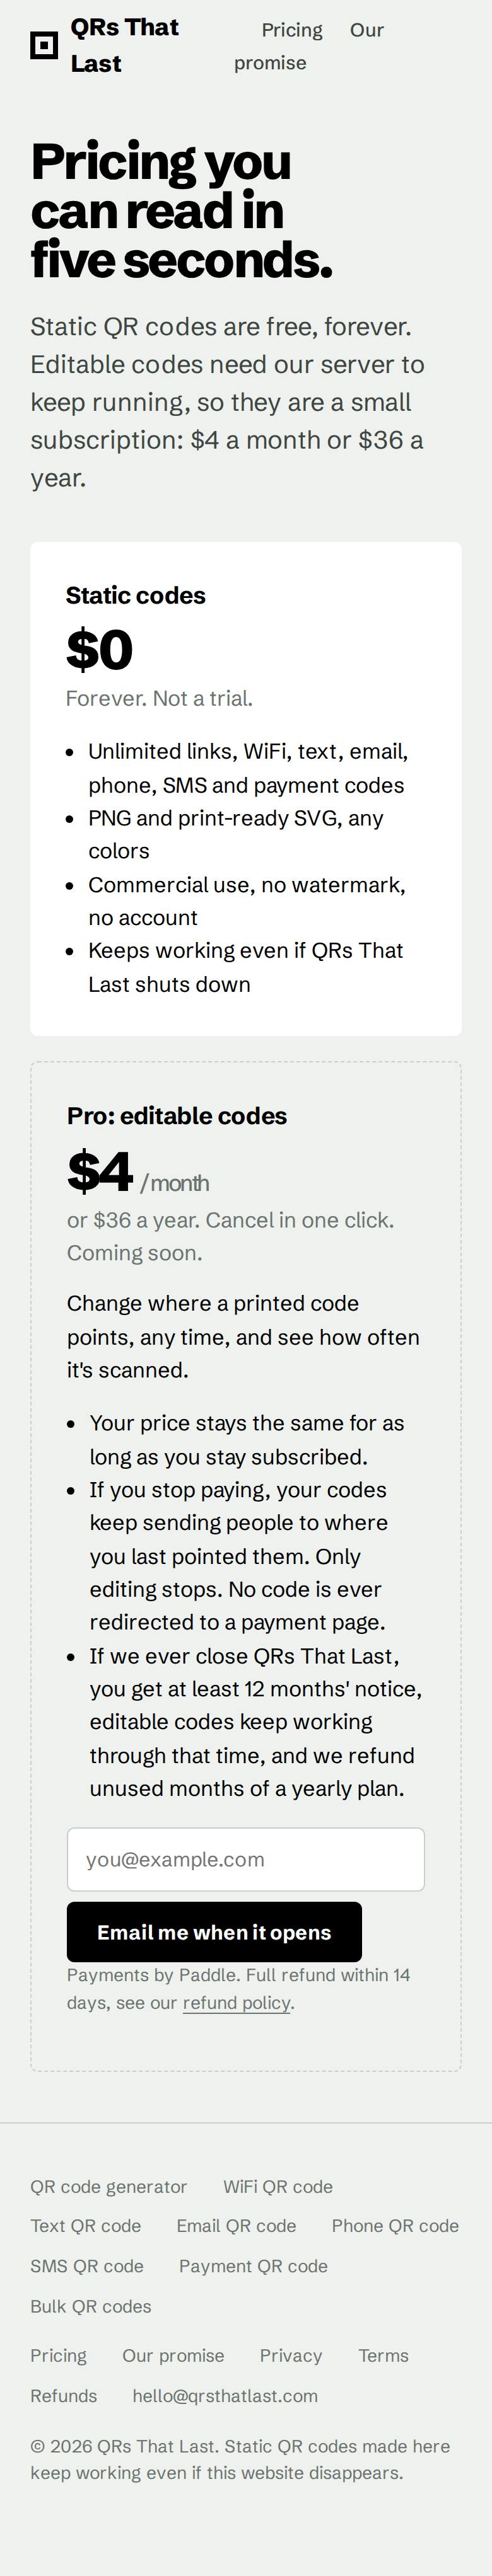 QRs That
Last
Pricing Our
promise
Pricing you
can read in
five seconds.
Static QR codes are free, forever.
Editable codes need our server to
keep running, so they are a small
subscription: $4 a month or $36 a
year.
Static codes
$0
Forever. Not a trial.
• Unlimited links, WiFi, text, email,
phone, SMS and payment codes
• PNG and print-ready SVG, any
colors
• Commercial use, no watermark,
no account
• Keeps working even if QRs That
Last shuts down
Pro: editable codes
$4 /month
or $36 a year. Cancel in one click.
Coming soon.
Change where a printed code
points, any time, and see how often
it's scanned.
• Your price stays the same for as
long as you stay subscribed.
• If you stop paying, your codes
keep sending people to where
you last pointed them. Only
editing stops. No code is ever
redirected to a payment page.
• If we ever close QRs That Last,
you get at least 12 months' notice,
editable codes keep working
through that time, and we refund
unused months of a yearly plan.
you@example.com
Email me when it opens
Payments by Paddle. Full refund within 14
days, see our refund policy.
QR code generator WiFi QR code
Text QR code Email QR code Phone QR code
SMS QR code Payment QR code
Bulk QR codes
Pricing Our promise Privacy Terms
Refunds hello@qrsthatlast.com
© 2026 QRs That Last. Static QR codes made here
keep working even if this website disappears.